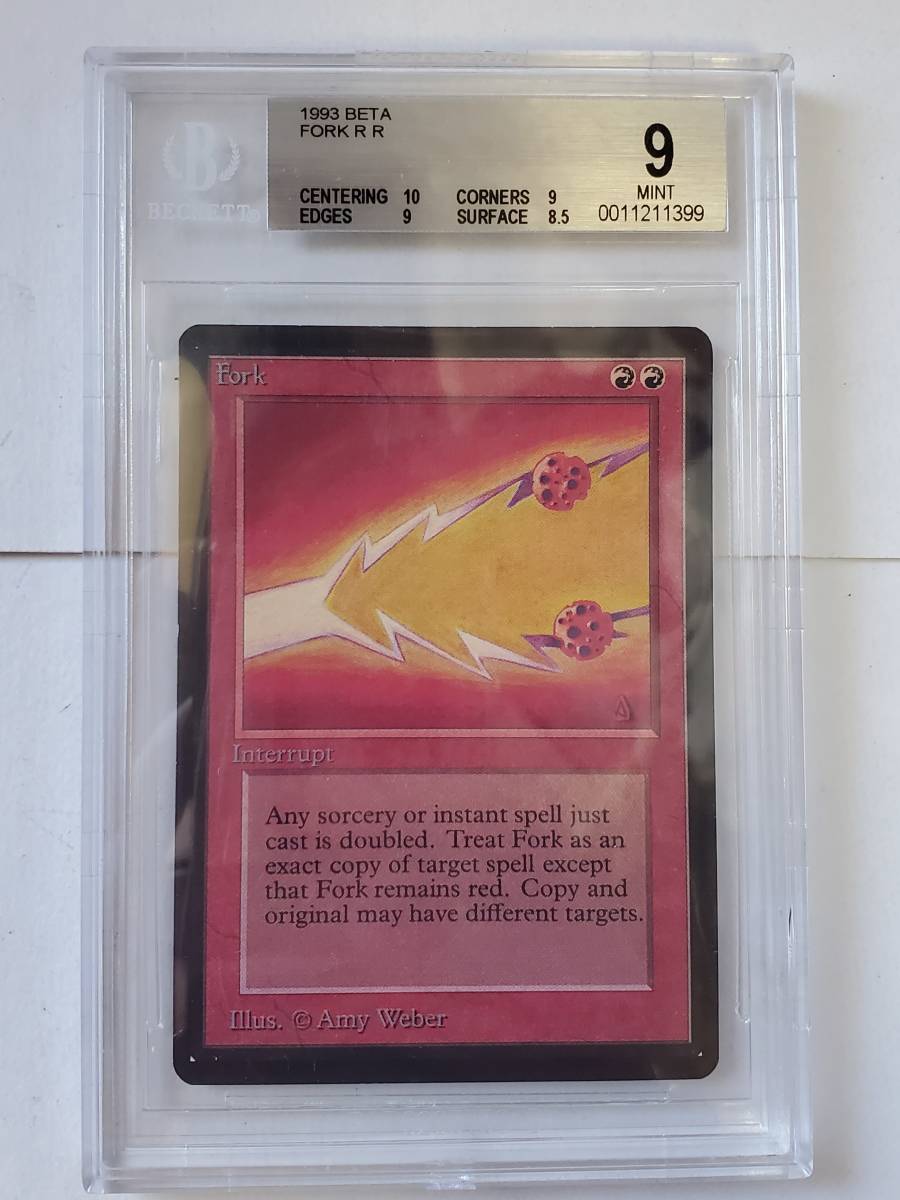 1993 BETA
FORK R R
CENTERING 10 CORNERS 9
EDGES 9 SURFACE 8.5
9
MINT
0011211399
B
BECKETT®
Fork
Interrupt
Any sorcery or instant spell just
cast is doubled. Treat Fork as an
exact copy of target spell except
that Fork remains red. Copy and
original may have different targets.
Illus. © Amy Weber